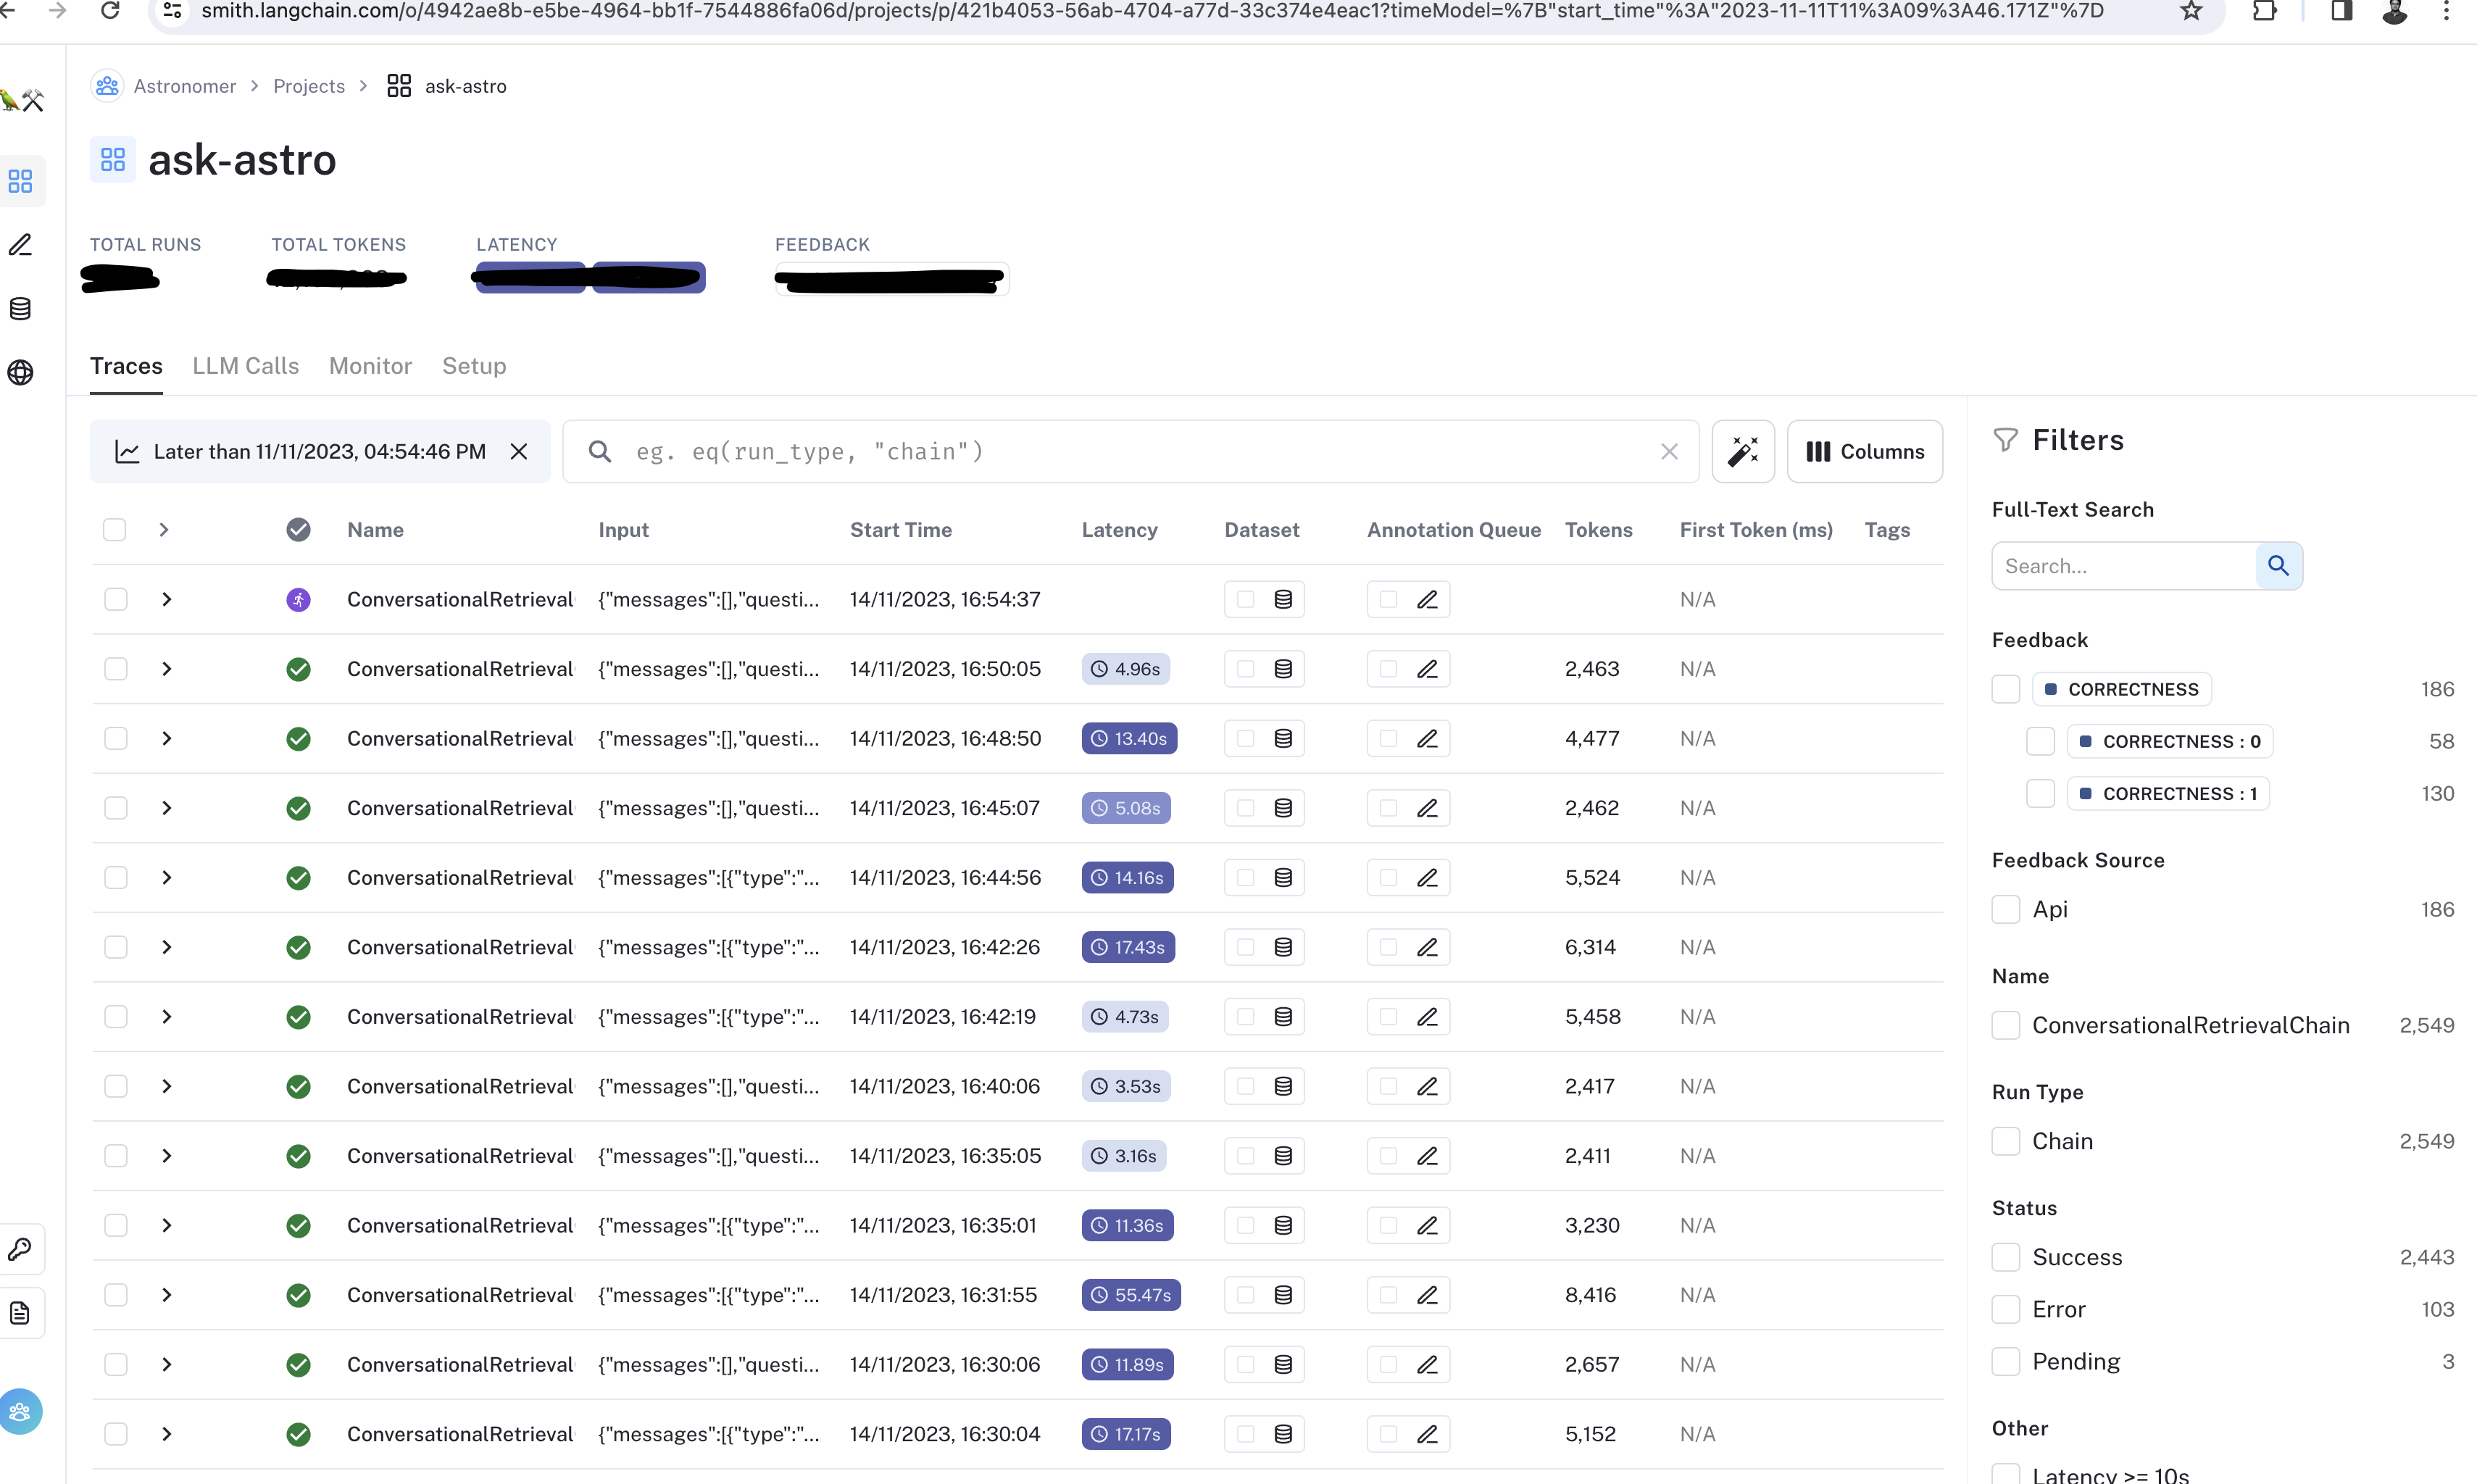 smith.langchain.com/o/4942ae8b-e5be-4964-bb1f-7544886fa06d/projects/p/421b4053-56ab-4704-a77d-33c374e4eac1?timeModel=%7B"start_time"%3A"2023-11-11T11%3A09%3A46.171Z"%7D
Astronomer > Projects > ask-astro
ask-astro
TOTAL RUNS TOTAL TOKENS LATENCY FEEDBACK
Traces LLM Calls Monitor Setup
Later than 11/11/2023, 04:54:46 PM eg. eq(run_type, "chain") Columns
Name Input Start Time Latency Dataset Annotation Queue Tokens First Token (ms) Tags
ConversationalRetrieval {"messages":[],"questi... 14/11/2023, 16:54:37 N/A
ConversationalRetrieval {"messages":[],"questi... 14/11/2023, 16:50:05 4.96s 2,463 N/A
ConversationalRetrieval {"messages":[],"questi... 14/11/2023, 16:48:50 13.40s 4,477 N/A
ConversationalRetrieval {"messages":[],"questi... 14/11/2023, 16:45:07 5.08s 2,462 N/A
ConversationalRetrieval {"messages":[{"type":"... 14/11/2023, 16:44:56 14.16s 5,524 N/A
ConversationalRetrieval {"messages":[{"type":"... 14/11/2023, 16:42:26 17.43s 6,314 N/A
ConversationalRetrieval {"messages":[{"type":"... 14/11/2023, 16:42:19 4.73s 5,458 N/A
ConversationalRetrieval {"messages":[],"questi... 14/11/2023, 16:40:06 3.53s 2,417 N/A
ConversationalRetrieval {"messages":[],"questi... 14/11/2023, 16:35:05 3.16s 2,411 N/A
ConversationalRetrieval {"messages":[{"type":"... 14/11/2023, 16:35:01 11.36s 3,230 N/A
ConversationalRetrieval {"messages":[{"type":"... 14/11/2023, 16:31:55 55.47s 8,416 N/A
ConversationalRetrieval {"messages":[],"questi... 14/11/2023, 16:30:06 11.89s 2,657 N/A
ConversationalRetrieval {"messages":[{"type":"... 14/11/2023, 16:30:04 17.17s 5,152 N/A
Filters
Full-Text Search
Search...
Feedback
CORRECTNESS 186
CORRECTNESS : 0 58
CORRECTNESS : 1 130
Feedback Source
Api 186
Name
ConversationalRetrievalChain 2,549
Run Type
Chain 2,549
Status
Success 2,443
Error 103
Pending 3
Other
Latency >= 10s